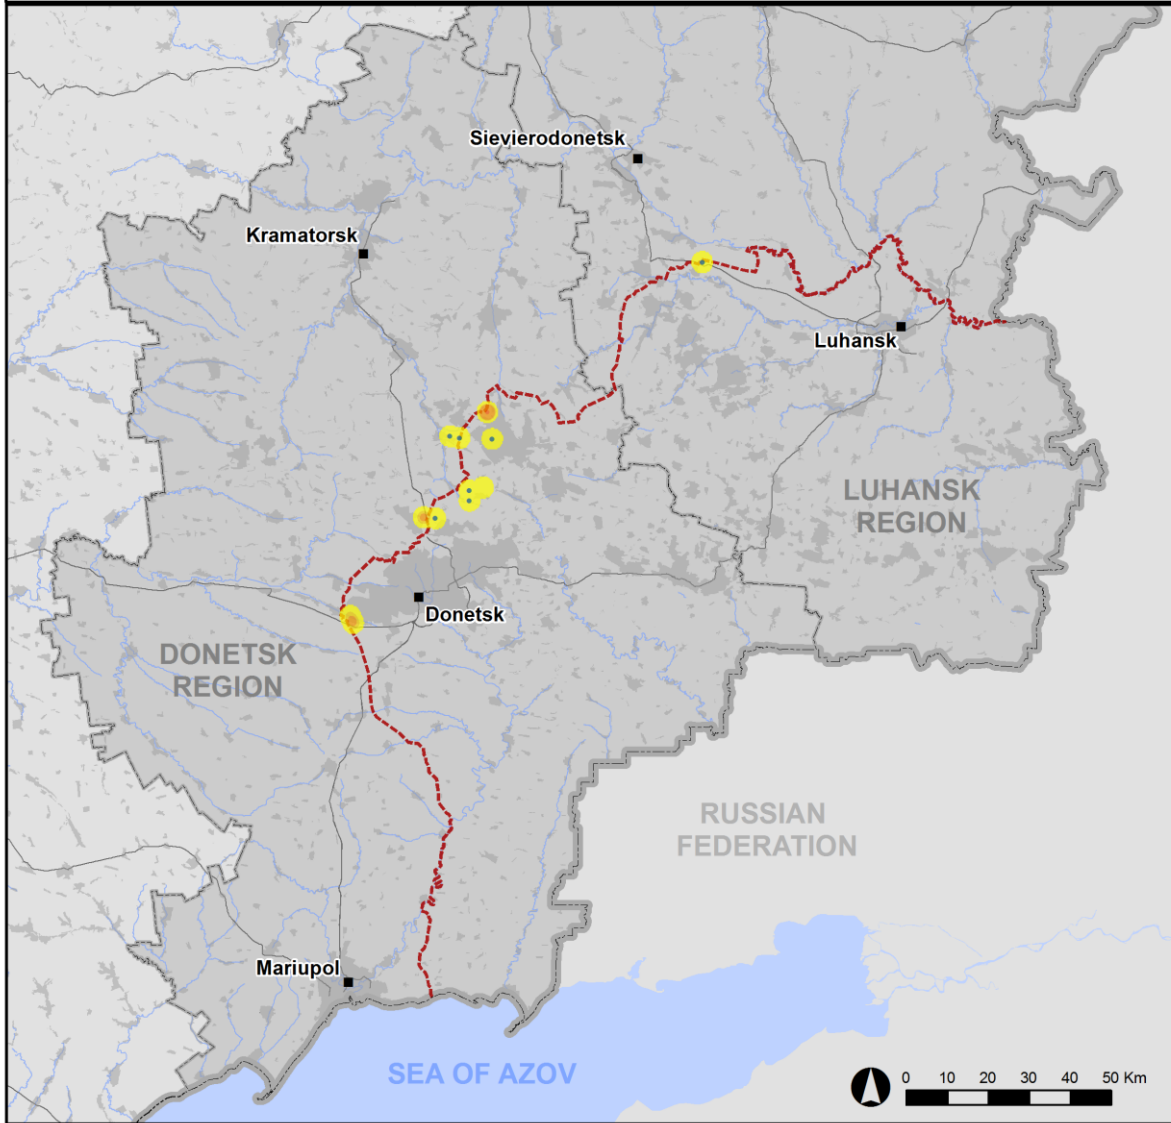 Sievierodonetsk
Kramatorsk
Luhansk
LUHANSK
REGION
Donetsk
DONETSK
REGION
RUSSIAN
FEDERATION
Mariupol
SEA OF AZOV
0 10 20 30 40 50 Km